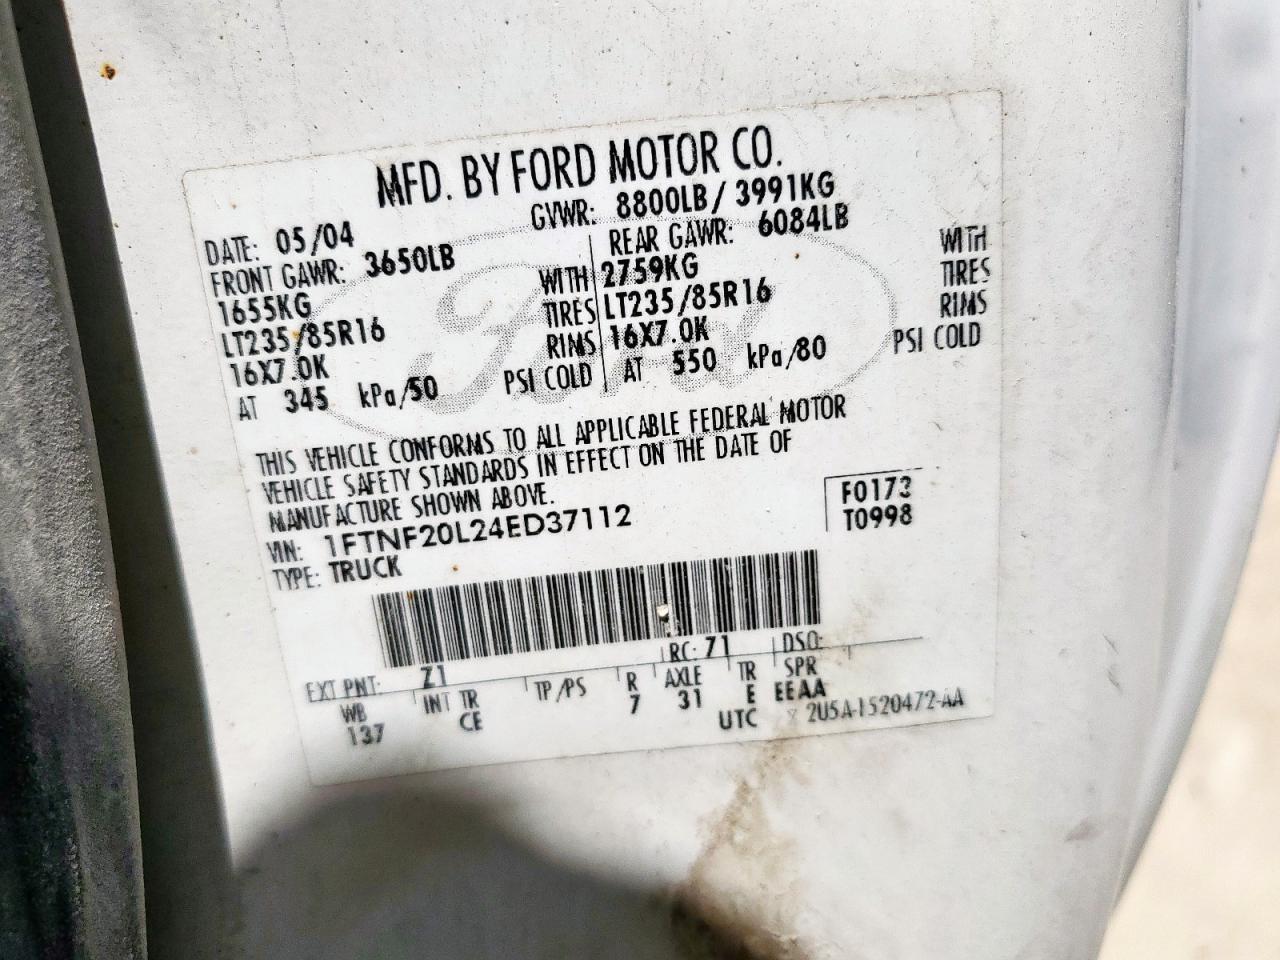 MFD. BY FORD MOTOR CO.
DATE: 05/04 GVWR: 8800LB / 3991KG
FRONT GAWR: 3650LB REAR GAWR: 6084LB
1655KG WITH 2759KG WITH
LT235/85R16 TIRES LT235/85R16 TIRES
16X7.0K RIMS 16X7.0K RIMS
AT 345 kPa/50 PSI COLD AT 550 kPa/80 PSI COLD
THIS VEHICLE CONFORMS TO ALL APPLICABLE FEDERAL MOTOR
VEHICLE SAFETY STANDARDS IN EFFECT ON THE DATE OF
MANUFACTURE SHOWN ABOVE.
VIN: 1FTNF20L24ED37112 F0173
TYPE: TRUCK T0998
EXT PNT: Z1 RC: 71 DSO:
WB INT TR TP/PS R AXLE TR SPR
137 CE 7 31 E EEAA
UTC 2U5A-1520472-AA
Ford